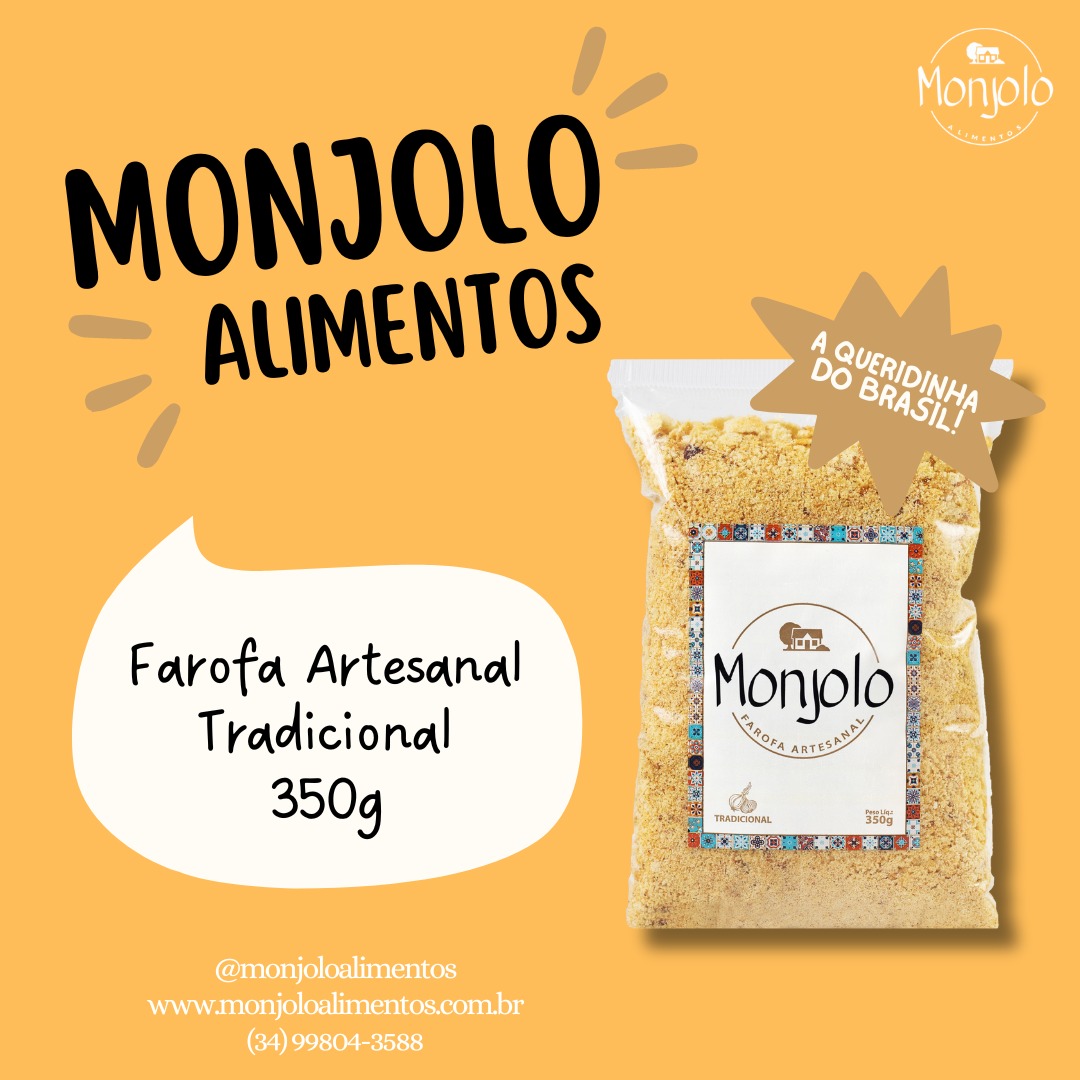 Monjolo
ALIMENTOS
MONJOLO
ALIMENTOS
A QUERIDINHA
DO BRASIL!
Farofa Artesanal
Tradicional
350g
Monjolo
FAROFA ARTESANAL
TRADICIONAL
Peso Líq.:
350g
@monjoloalimentos
www.monjoloalimentos.com.br
(34) 99804-3588